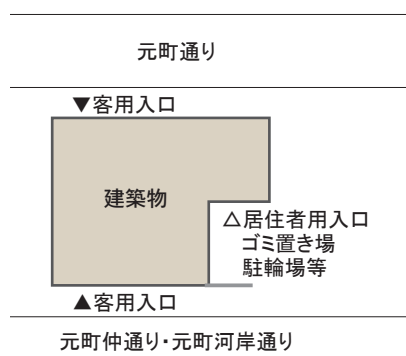 元町通り
▼客用入口
建築物
△居住者用入口
ゴミ置き場
駐輪場等
▲客用入口
元町仲通り・元町河岸通り